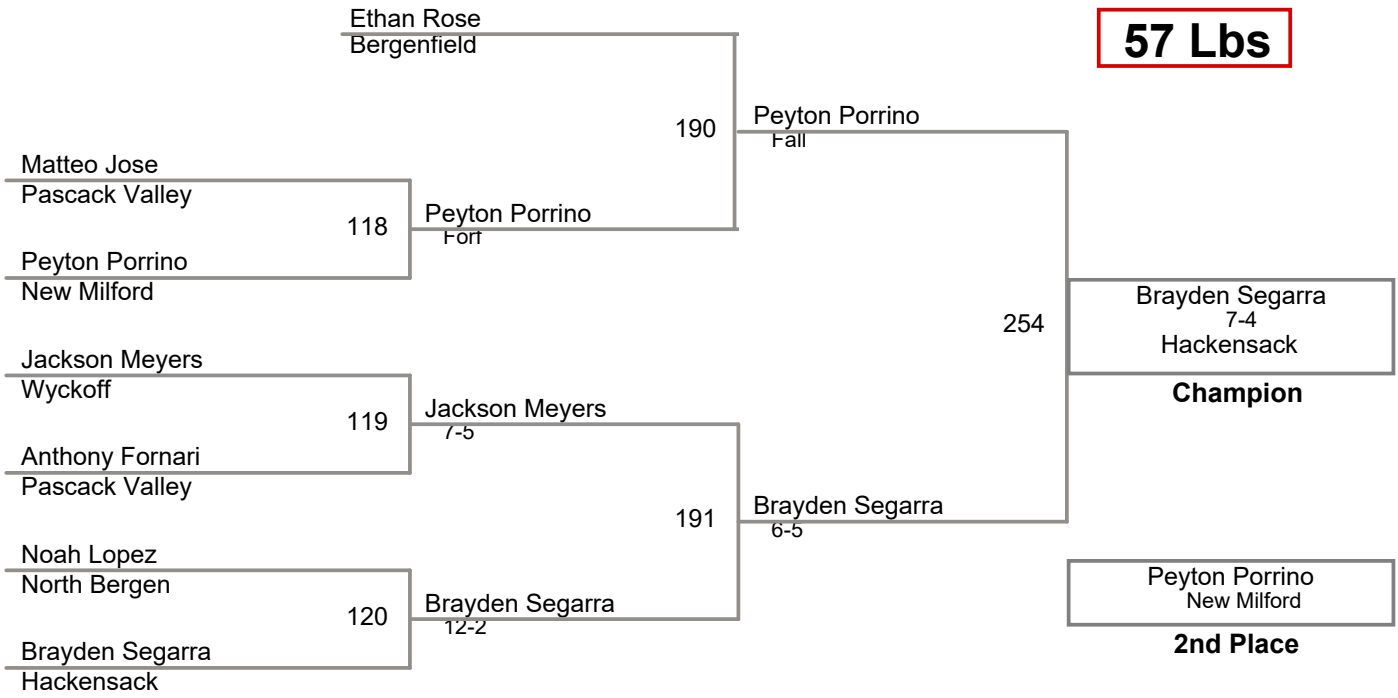 Ethan Rose
Bergenfield
57 Lbs
190
Peyton Porrino
Fall
Matteo Jose
Pascack Valley
118
Peyton Porrino
Forf
Peyton Porrino
New Milford
254
Brayden Segarra
7-4
Hackensack
Champion
Jackson Meyers
Wyckoff
119
Jackson Meyers
7-5
Anthony Fornari
Pascack Valley
191
Brayden Segarra
6-5
Noah Lopez
North Bergen
120
Brayden Segarra
12-2
Brayden Segarra
Hackensack
Peyton Porrino
New Milford
2nd Place